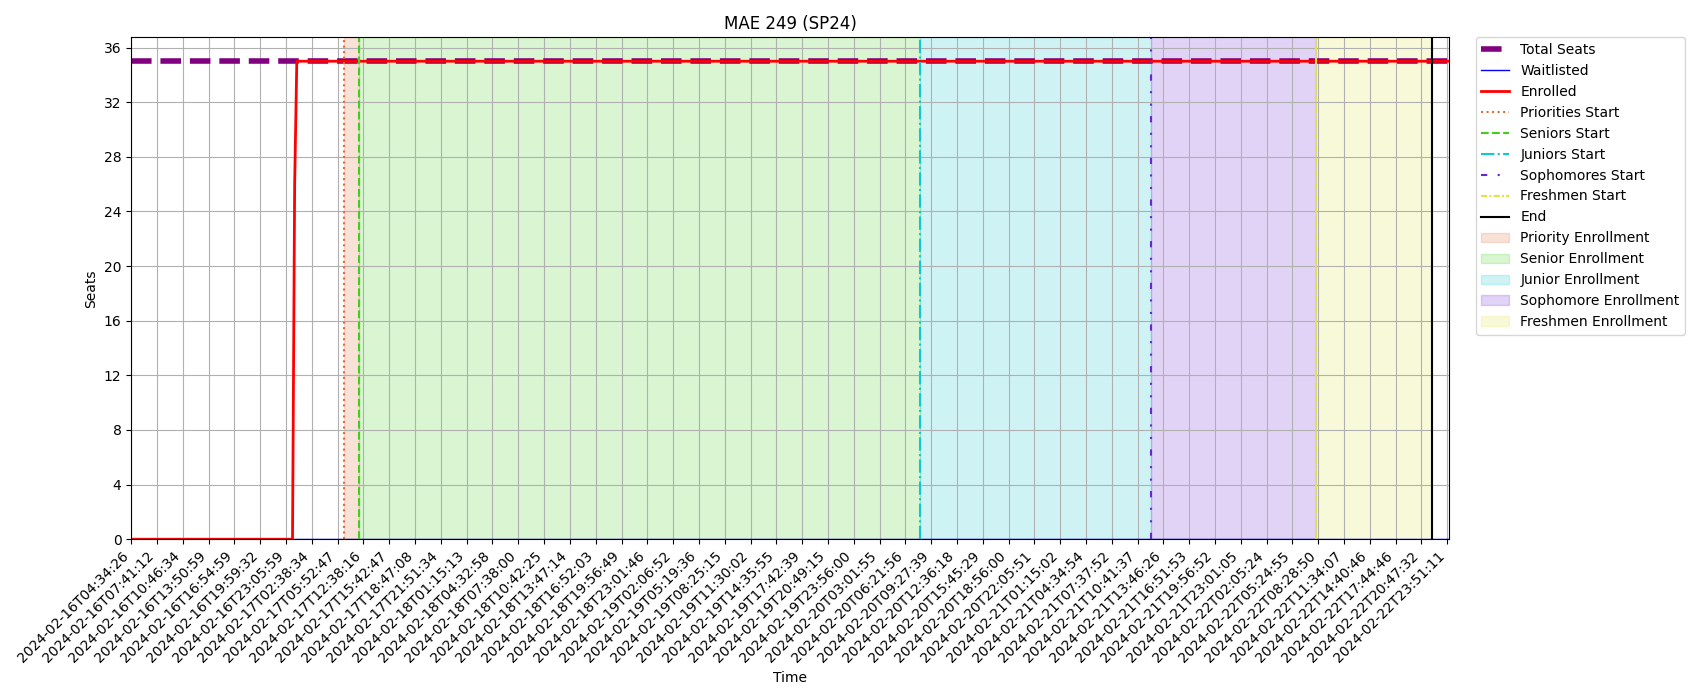 MAE 249 (SP24)
36
32
28
24
20
16
12
8
4
0
Seats
2024-02-16T04:34:26
2024-02-16T07:41:12
2024-02-16T10:46:34
2024-02-16T13:50:59
2024-02-16T16:54:59
2024-02-16T19:59:32
2024-02-16T23:05:59
2024-02-17T02:38:34
2024-02-17T05:52:47
2024-02-17T12:38:16
2024-02-17T15:42:47
2024-02-17T18:47:08
2024-02-17T21:51:34
2024-02-18T01:15:13
2024-02-18T04:32:58
2024-02-18T07:38:00
2024-02-18T10:42:25
2024-02-18T13:47:14
2024-02-18T16:52:03
2024-02-18T19:56:49
2024-02-18T23:01:46
2024-02-19T02:06:52
2024-02-19T05:19:36
2024-02-19T08:25:15
2024-02-19T11:30:02
2024-02-19T14:35:55
2024-02-19T17:42:39
2024-02-19T20:49:15
2024-02-19T23:56:00
2024-02-20T03:01:55
2024-02-20T06:21:56
2024-02-20T09:27:39
2024-02-20T12:36:18
2024-02-20T15:45:29
2024-02-20T18:56:00
2024-02-20T22:05:51
2024-02-21T01:15:02
2024-02-21T04:34:54
2024-02-21T07:37:52
2024-02-21T10:41:37
2024-02-21T13:46:26
2024-02-21T16:51:53
2024-02-21T19:56:52
2024-02-21T23:01:05
2024-02-22T02:05:24
2024-02-22T05:24:55
2024-02-22T08:28:50
2024-02-22T11:34:07
2024-02-22T14:40:46
2024-02-22T17:44:46
2024-02-22T20:47:32
2024-02-22T23:51:11
Time
Total Seats
Waitlisted
Enrolled
Priorities Start
Seniors Start
Juniors Start
Sophomores Start
Freshmen Start
End
Priority Enrollment
Senior Enrollment
Junior Enrollment
Sophomore Enrollment
Freshmen Enrollment